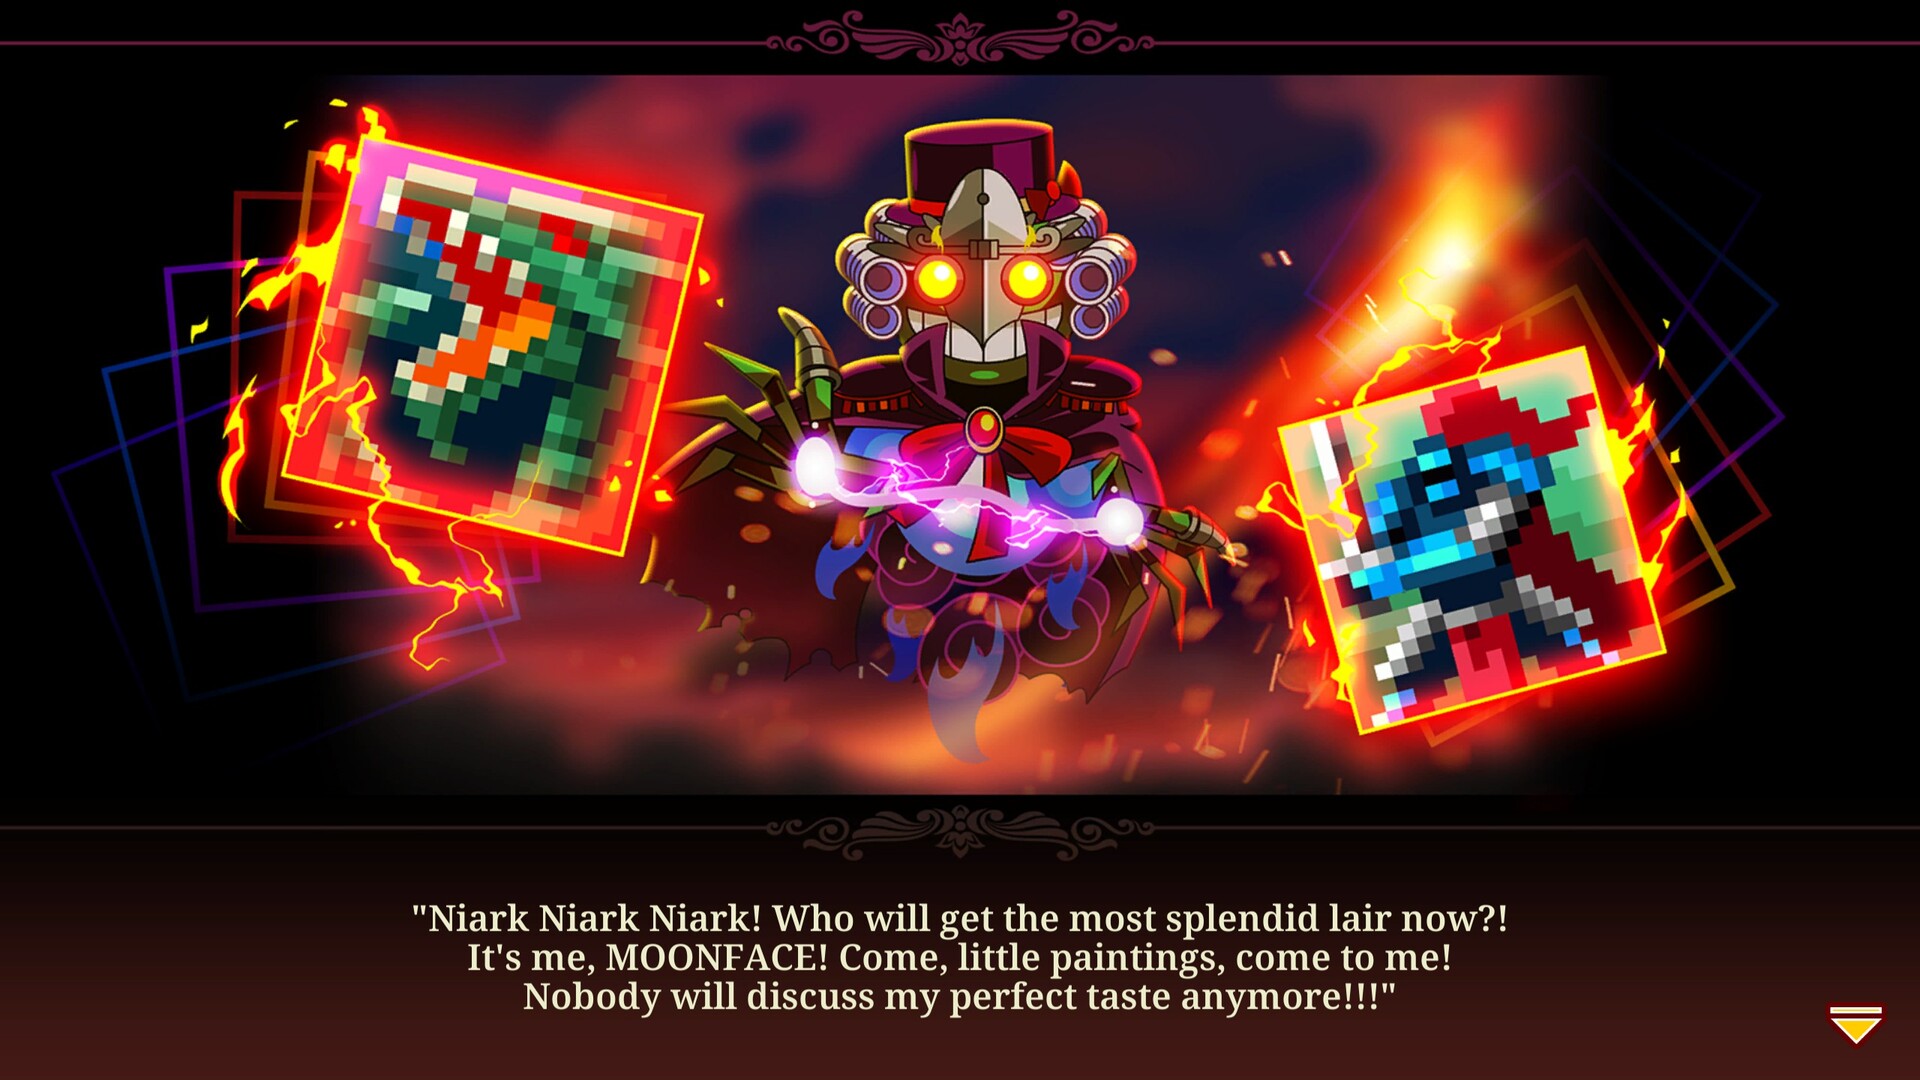 "Niark Niark Niark! Who will get the most splendid lair now?!
It's me, MOONFACE! Come, little paintings, come to me!
Nobody will discuss my perfect taste anymore!!!"